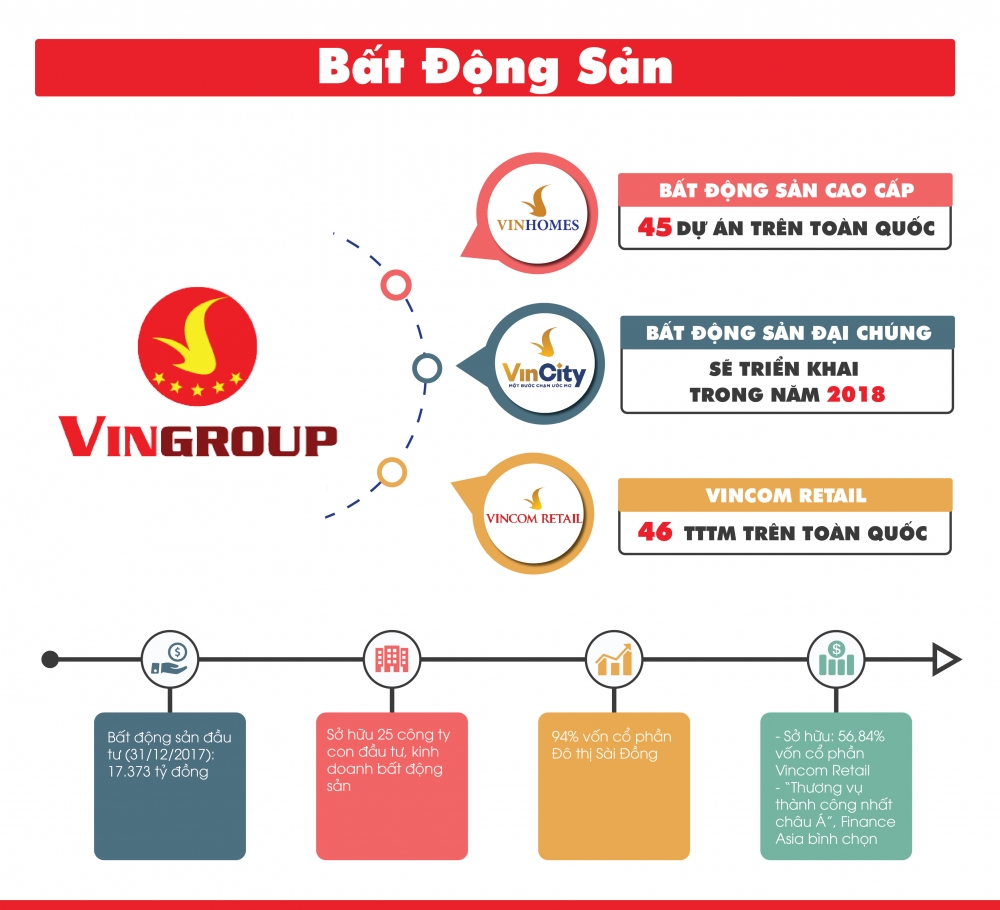 Bất Động Sản
VINHOMES
BẤT ĐỘNG SẢN CAO CẤP
45 DỰ ÁN TRÊN TOÀN QUỐC
VINGROUP
VinCity
MỘT BƯỚC CHẠM ƯỚC MƠ
BẤT ĐỘNG SẢN ĐẠI CHÚNG
SẼ TRIỂN KHAI
TRONG NĂM 2018
VINCOM RETAIL
VINCOM RETAIL
46 TTTM TRÊN TOÀN QUỐC
Bất động sản đầu
tư (31/12/2017):
17.373 tỷ đồng
Sở hữu 25 công ty
con đầu tư, kinh
doanh bất động
sản
94% vốn cổ phần
Đô thị Sài Đồng
- Sở hữu: 56,84%
vốn cổ phần
Vincom Retail
- “Thương vụ
thành công nhất
châu Á”, Finance
Asia bình chọn